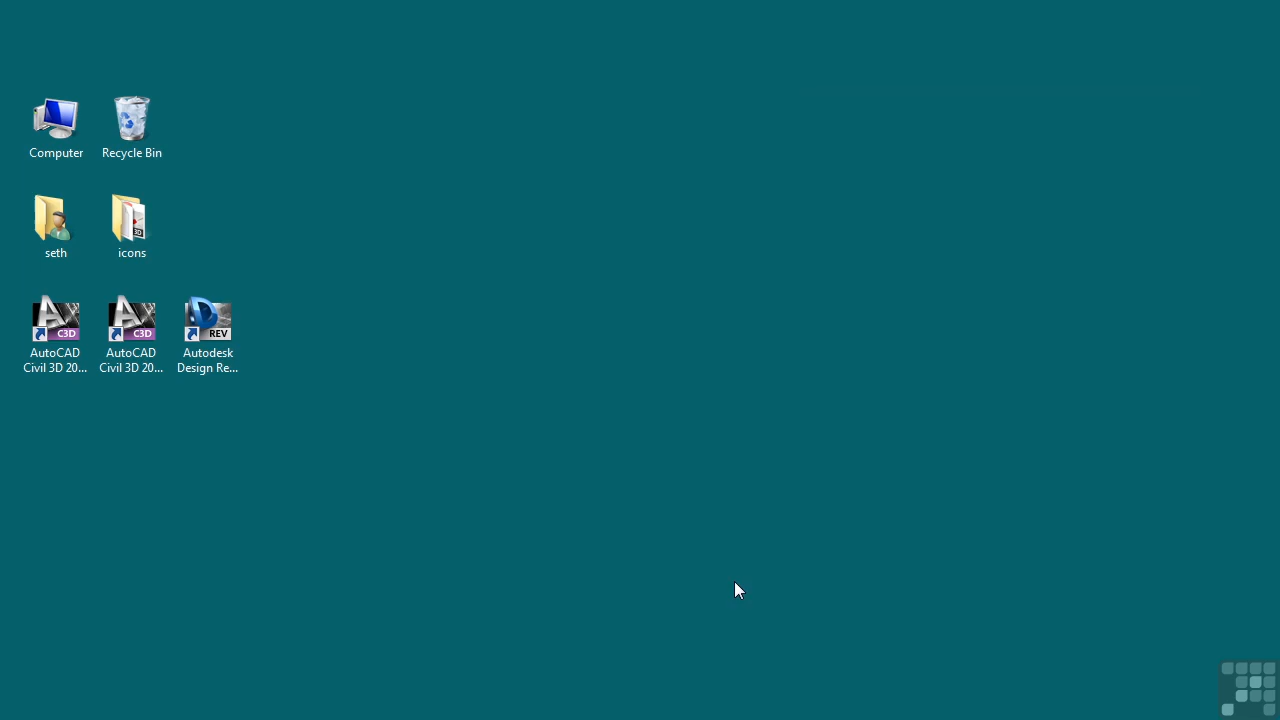 Computer
Recycle Bin
seth
icons
3D
C3D
C3D
REV
AutoCAD
Civil 3D 20...
AutoCAD
Civil 3D 20...
Autodesk
Design Re...